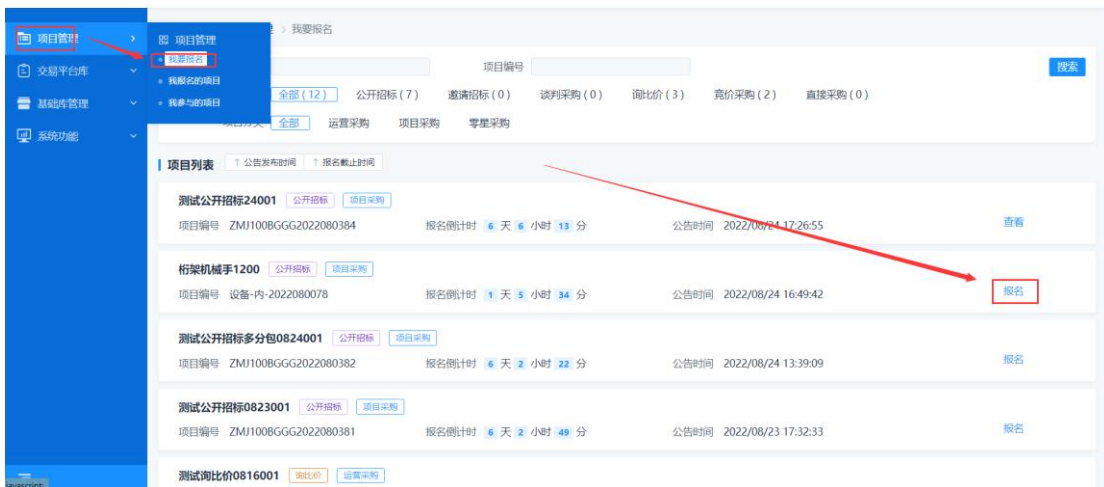 项目管理
交易平台库
基础库管理
系统功能
项目管理
我要报名
我报名的项目
我参与的项目
> 我要报名
项目编号
搜索
全部 ( 12 ) 公开招标 ( 7 ) 邀请招标 ( 0 ) 谈判采购 ( 0 ) 询比价 ( 3 ) 竞价采购 ( 2 ) 直接采购 ( 0 )
项目分类 全部 运营采购 项目采购 零星采购
项目列表 ↑ 公告发布时间 ↑ 报名截止时间
测试公开招标24001 公开招标 项目采购
项目编号 ZMJ100BGGG2022080384 报名倒计时 6 天 6 小时 13 分 公告时间 2022/08/24 17:26:55 查看
桁架机械手1200 公开招标 项目采购
项目编号 设备-内-2022080078 报名倒计时 1 天 5 小时 34 分 公告时间 2022/08/24 16:49:42 报名
测试公开招标多分包0824001 公开招标 项目采购
项目编号 ZMJ100BGGG2022080382 报名倒计时 6 天 2 小时 22 分 公告时间 2022/08/24 13:39:09 报名
测试公开招标0823001 公开招标 项目采购
项目编号 ZMJ100BGGG2022080381 报名倒计时 6 天 2 小时 49 分 公告时间 2022/08/23 17:32:33 报名
测试询比价0816001 询比价 运营采购
javascript: